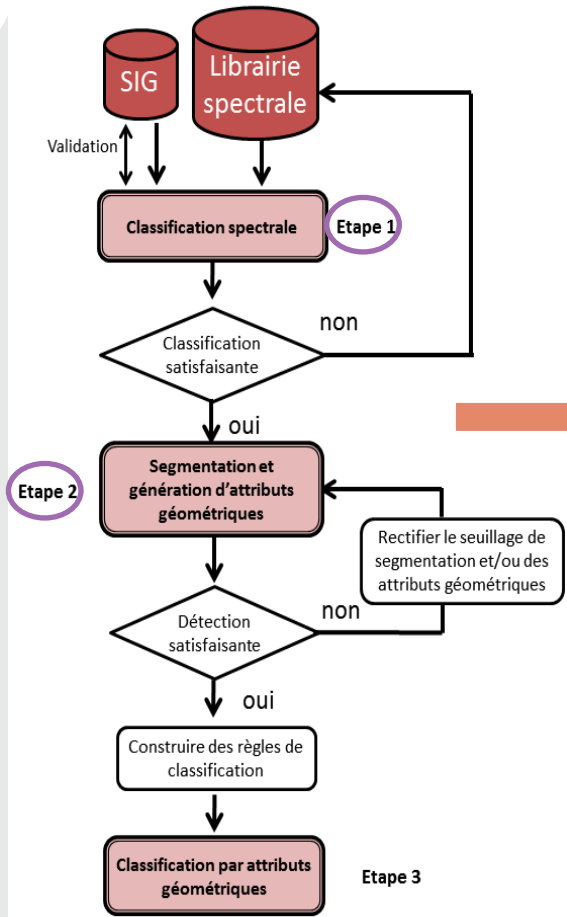 SIG
Librairie
spectrale
Validation
Classification spectrale
Etape 1
Classification
satisfaisante
non
oui
Etape 2
Segmentation et
génération d'attributs
géométriques
Rectifier le seuillage de
segmentation et/ou des
attributs géométriques
Détection
satisfaisante
non
oui
Construire des règles de
classification
Classification par attributs
géométriques
Etape 3